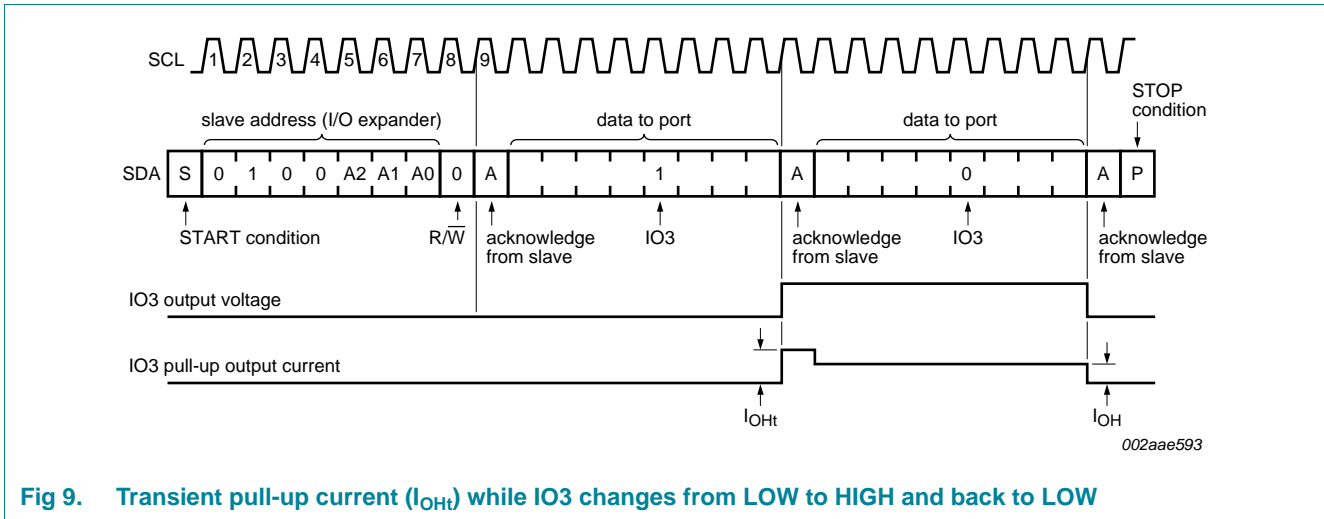 SCL 1 2 3 4 5 6 7 8 9
STOP
condition
slave address (I/O expander) data to port data to port
SDA S 0 1 0 0 A2 A1 A0 0 A 1 A 0 A P
START condition R/W̅ acknowledge
from slave IO3 acknowledge
from slave IO3 acknowledge
from slave
IO3 output voltage
IO3 pull-up output current
IOHt IOH
002aae593
Fig 9. Transient pull-up current (IOHt) while IO3 changes from LOW to HIGH and back to LOW